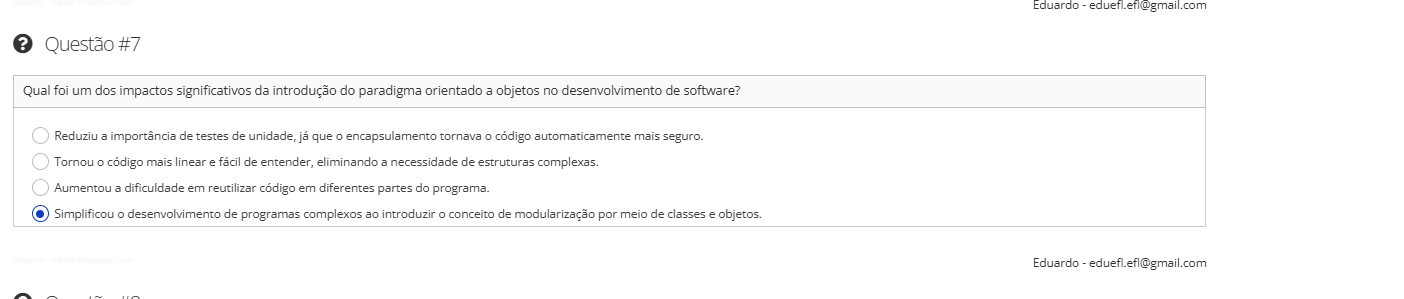 Eduardo - eduefl.efl@gmail.com
Questão #7
Qual foi um dos impactos significativos da introdução do paradigma orientado a objetos no desenvolvimento de software?
Reduziu a importância de testes de unidade, já que o encapsulamento tornava o código automaticamente mais seguro.
Tornou o código mais linear e fácil de entender, eliminando a necessidade de estruturas complexas.
Aumentou a dificuldade em reutilizar código em diferentes partes do programa.
Simplificou o desenvolvimento de programas complexos ao introduzir o conceito de modularização por meio de classes e objetos.
Eduardo - eduefl.efl@gmail.com